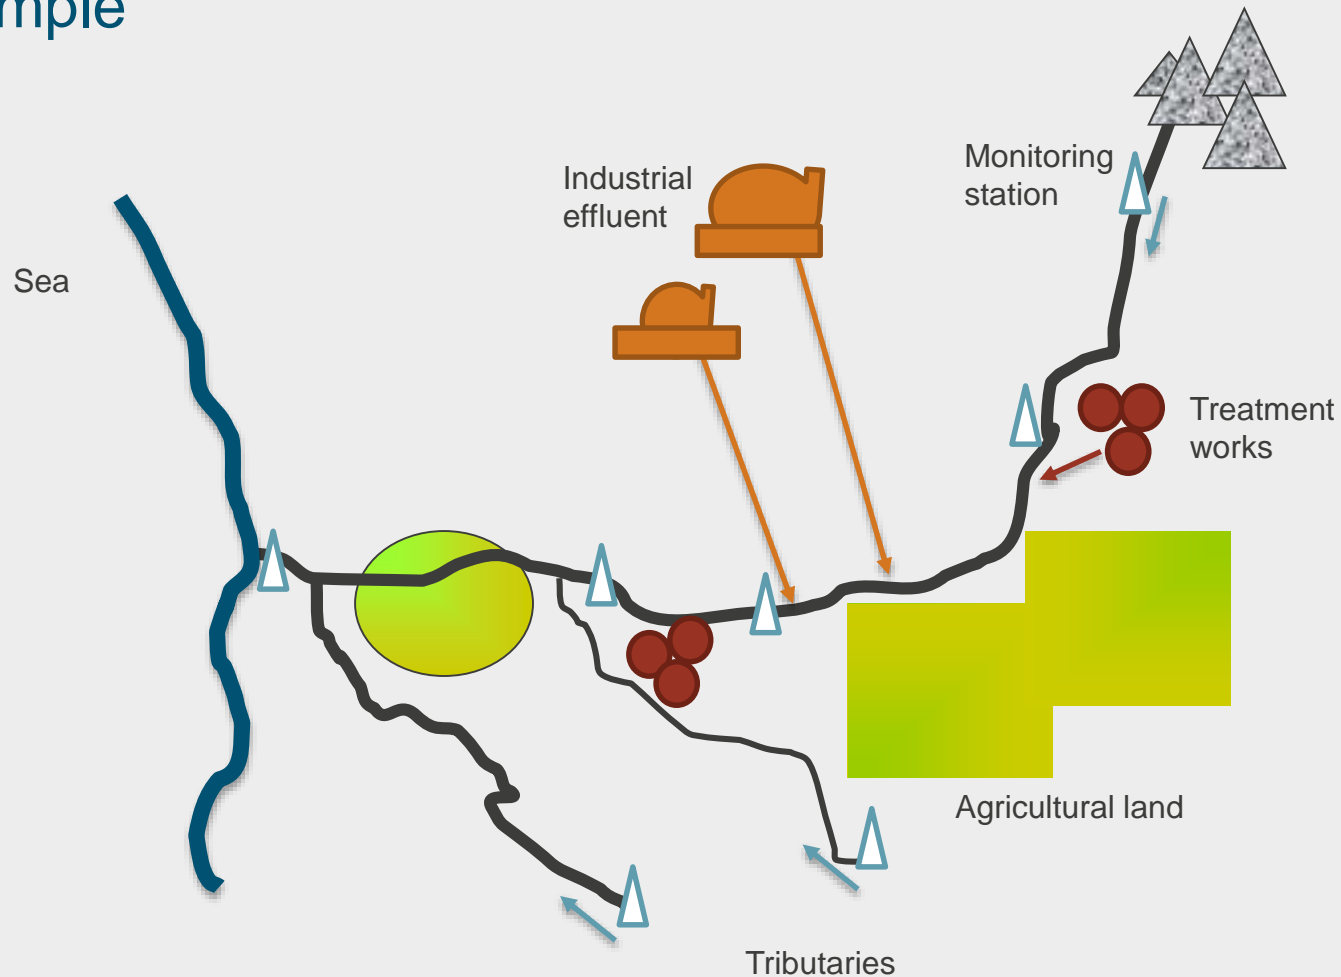 Monitoring
station
Industrial
effluent
Sea
Treatment
works
Agricultural land
Tributaries